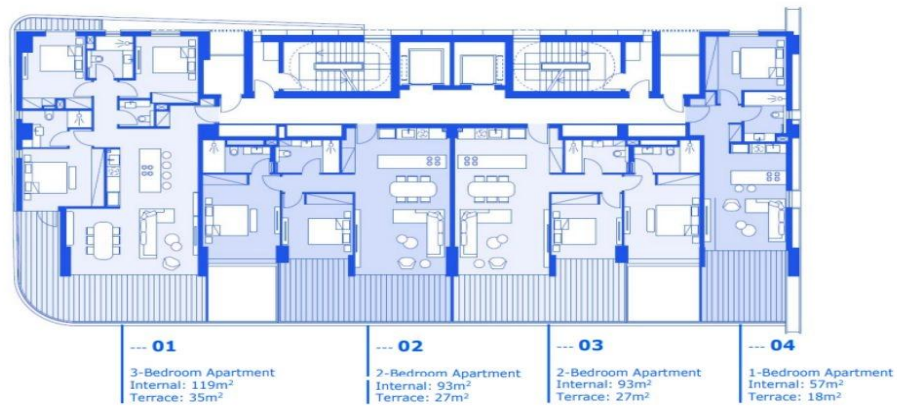 --- 01
3-Bedroom Apartment
Internal: 119m²
Terrace: 35m²
--- 02
2-Bedroom Apartment
Internal: 93m²
Terrace: 27m²
--- 03
2-Bedroom Apartment
Internal: 93m²
Terrace: 27m²
--- 04
1-Bedroom Apartment
Internal: 57m²
Terrace: 18m²